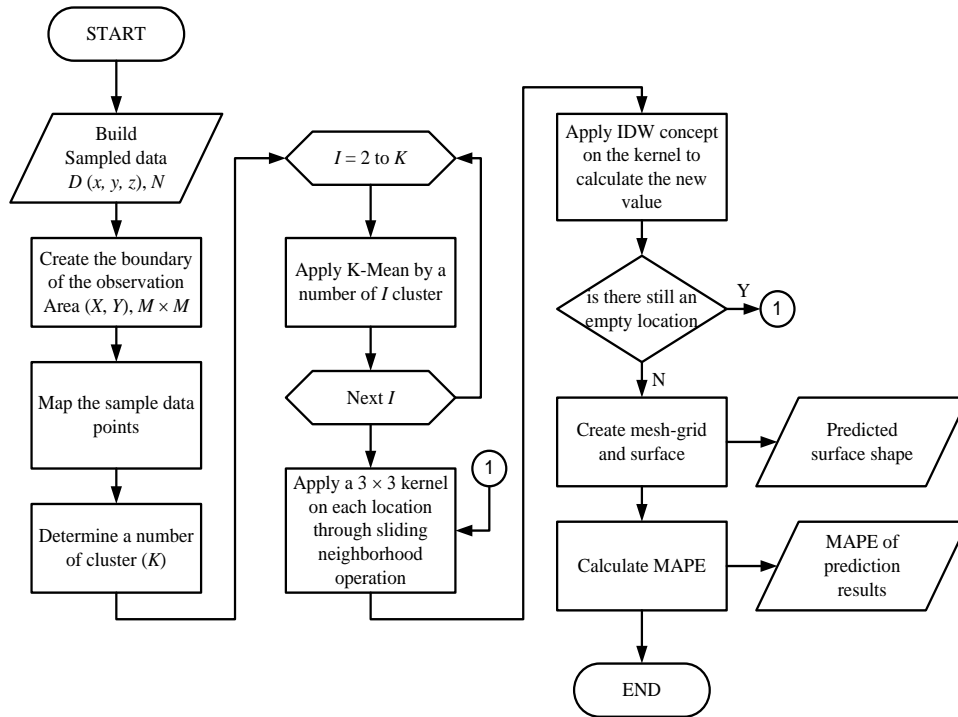 START
Build
Sampled data
D (x, y, z), N
Create the boundary
of the observation
Area (X, Y), M × M
Map the sample data
points
Determine a number
of cluster (K)
I = 2 to K
Apply K-Mean by a
number of I cluster
Next I
1
Apply a 3 × 3 kernel
on each location
through sliding
neighborhood
operation
Apply IDW concept
on the kernel to
calculate the new
value
is there still an
empty location
Y
1
N
Create mesh-grid
and surface
Predicted
surface shape
Calculate MAPE
MAPE of
prediction
results
END